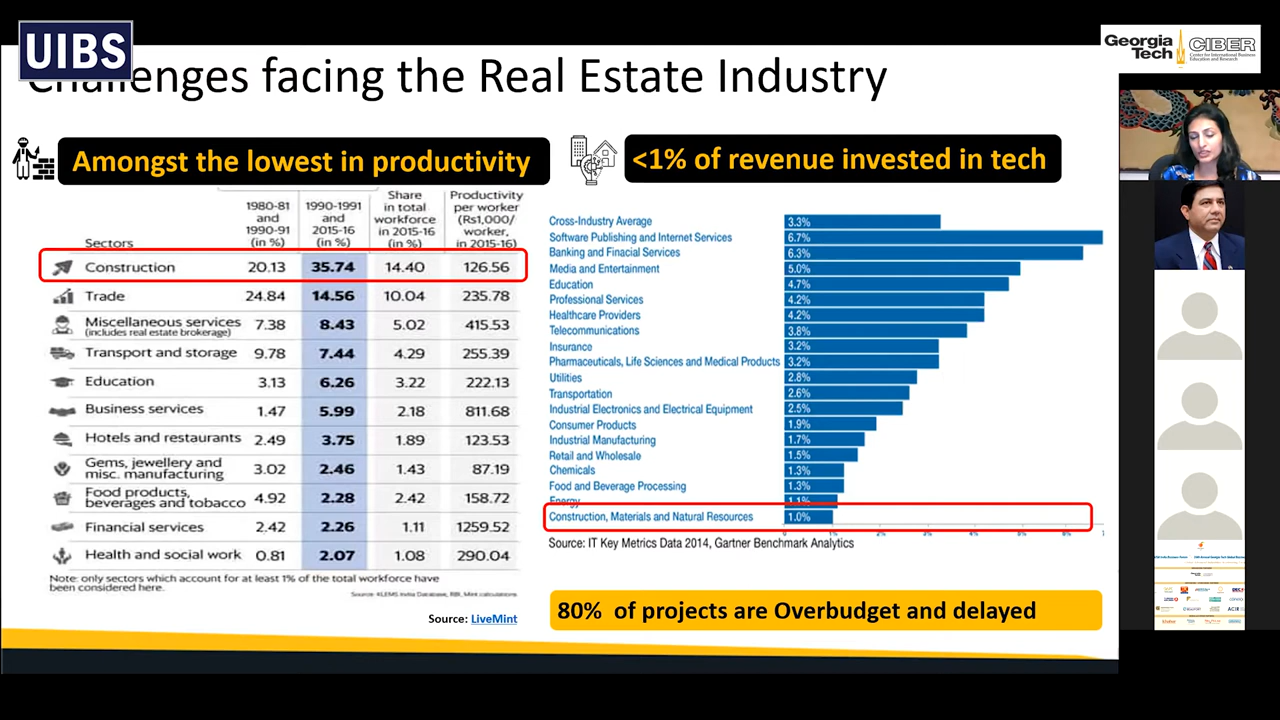 UIBS
Georgia Tech
CIBER
Center for International Business
Education and Research
Challenges facing the Real Estate Industry
Amongst the lowest in productivity
<1% of revenue invested in tech
Sectors
1980-81 and 1990-91 (in %)
1990-1991 and 2015-16 (in %)
Share in total workforce in 2015-16 (in %)
Productivity per worker (Rs1,000/ worker, in 2015-16)
Construction 20.13 35.74 14.40 126.56
Trade 24.84 14.56 10.04 235.78
Miscellaneous services (includes real estate brokerage) 7.38 8.43 5.02 415.53
Transport and storage 9.78 7.44 4.29 255.39
Education 3.13 6.26 3.22 222.13
Business services 1.47 5.99 2.18 811.68
Hotels and restaurants 2.49 3.75 1.89 123.53
Gems, jewellery and misc. manufacturing 3.02 2.46 1.43 87.19
Food products, beverages and tobacco 4.92 2.28 2.42 158.72
Financial services 2.42 2.26 1.11 1259.52
Health and social work 0.81 2.07 1.08 290.04
Note: only sectors which account for at least 1% of the total workforce have
been considered here.
Source: LiveMint
Cross-Industry Average 3.3%
Software Publishing and Internet Services 6.7%
Banking and Finacial Services 6.3%
Media and Entertainment 5.0%
Education 4.7%
Professional Services 4.2%
Healthcare Providers 4.2%
Telecommunications 3.8%
Insurance 3.2%
Pharmaceuticals, Life Sciences and Medical Products 3.2%
Utilities 2.8%
Transportation 2.6%
Industrial Electronics and Electrical Equipment 2.5%
Consumer Products 1.9%
Industrial Manufacturing 1.7%
Retail and Wholesale 1.5%
Chemicals 1.3%
Food and Beverage Processing 1.3%
Energy 1.1%
Construction, Materials and Natural Resources 1.0%
Source: IT Key Metrics Data 2014, Gartner Benchmark Analytics
80% of projects are Overbudget and delayed